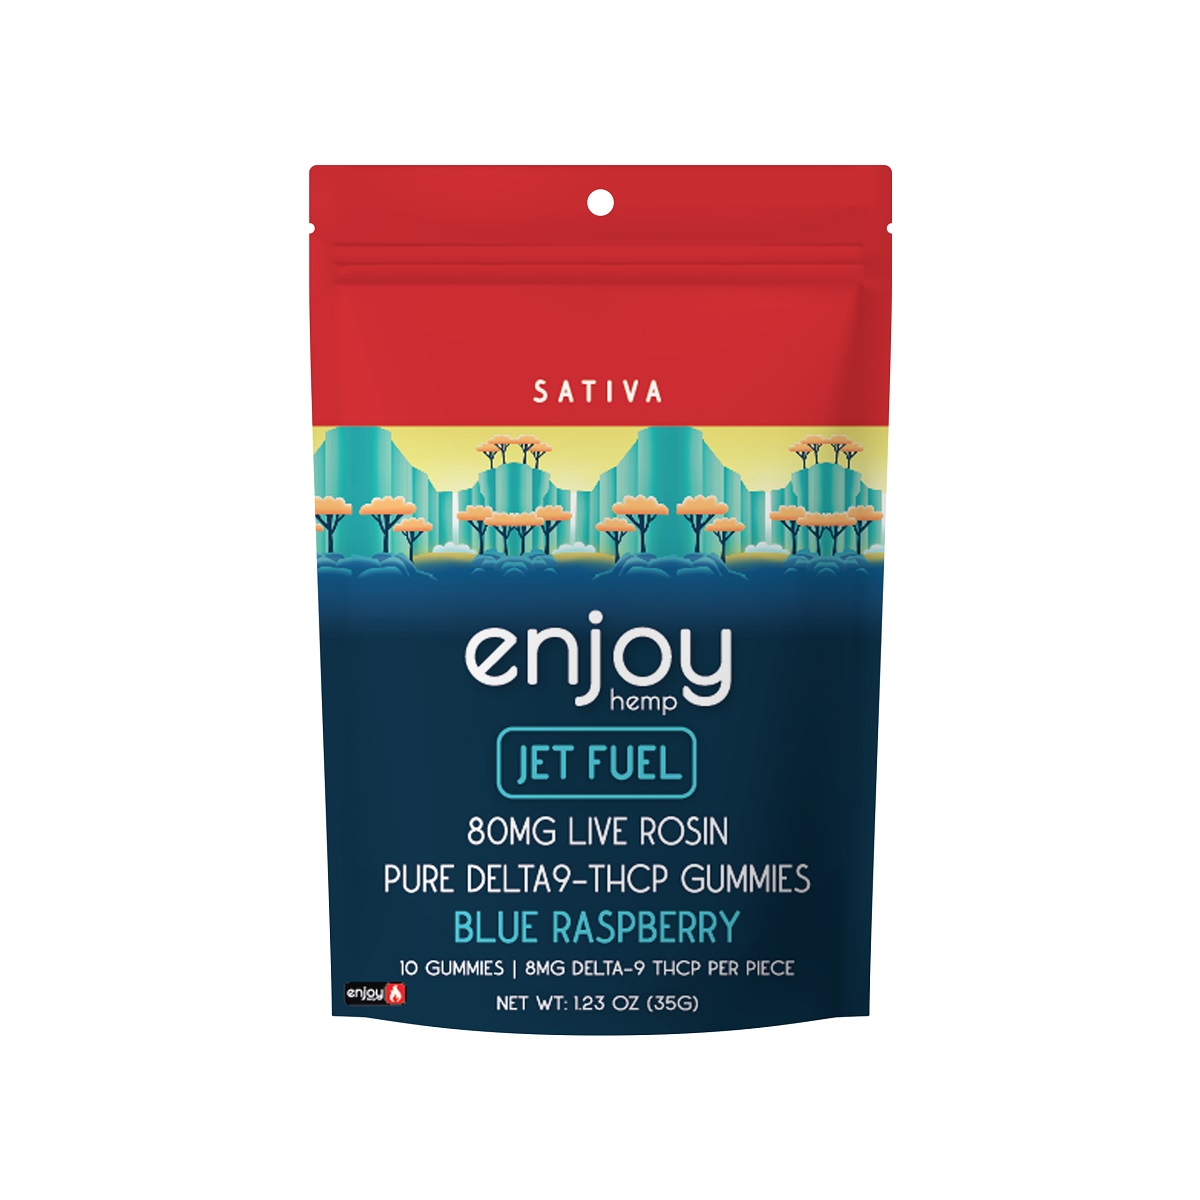 SATIVA
enjoy
hemp
JET FUEL
80MG LIVE ROSIN
PURE DELTA9-THCP GUMMIES
BLUE RASPBERRY
10 GUMMIES | 8MG DELTA-9 THCP PER PIECE
enjoy
NET WT: 1.23 OZ (35G)